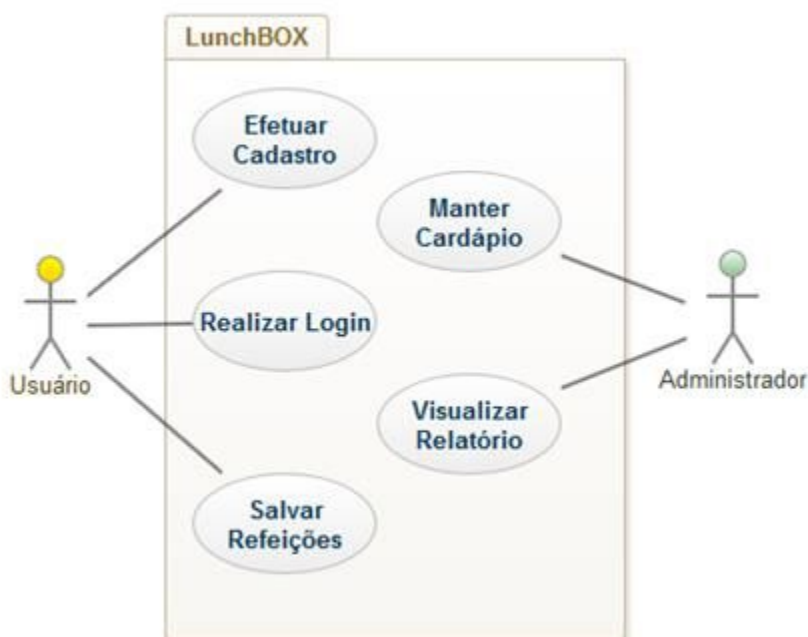 LunchBOX
Efetuar
Cadastro
Manter
Cardápio
Realizar Login
Usuário
Administrador
Visualizar
Relatório
Salvar
Refeições